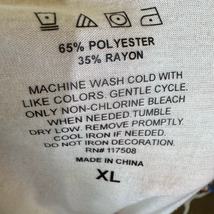 65% POLYESTER
35% RAYON
MACHINE WASH COLD WITH
LIKE COLORS. GENTLE CYCLE.
ONLY NON-CHLORINE BLEACH
WHEN NEEDED. TUMBLE
DRY LOW. REMOVE PROMPTLY.
COOL IRON IF NEEDED.
DO NOT IRON DECORATION.
RN# 117508
MADE IN CHINA
XL